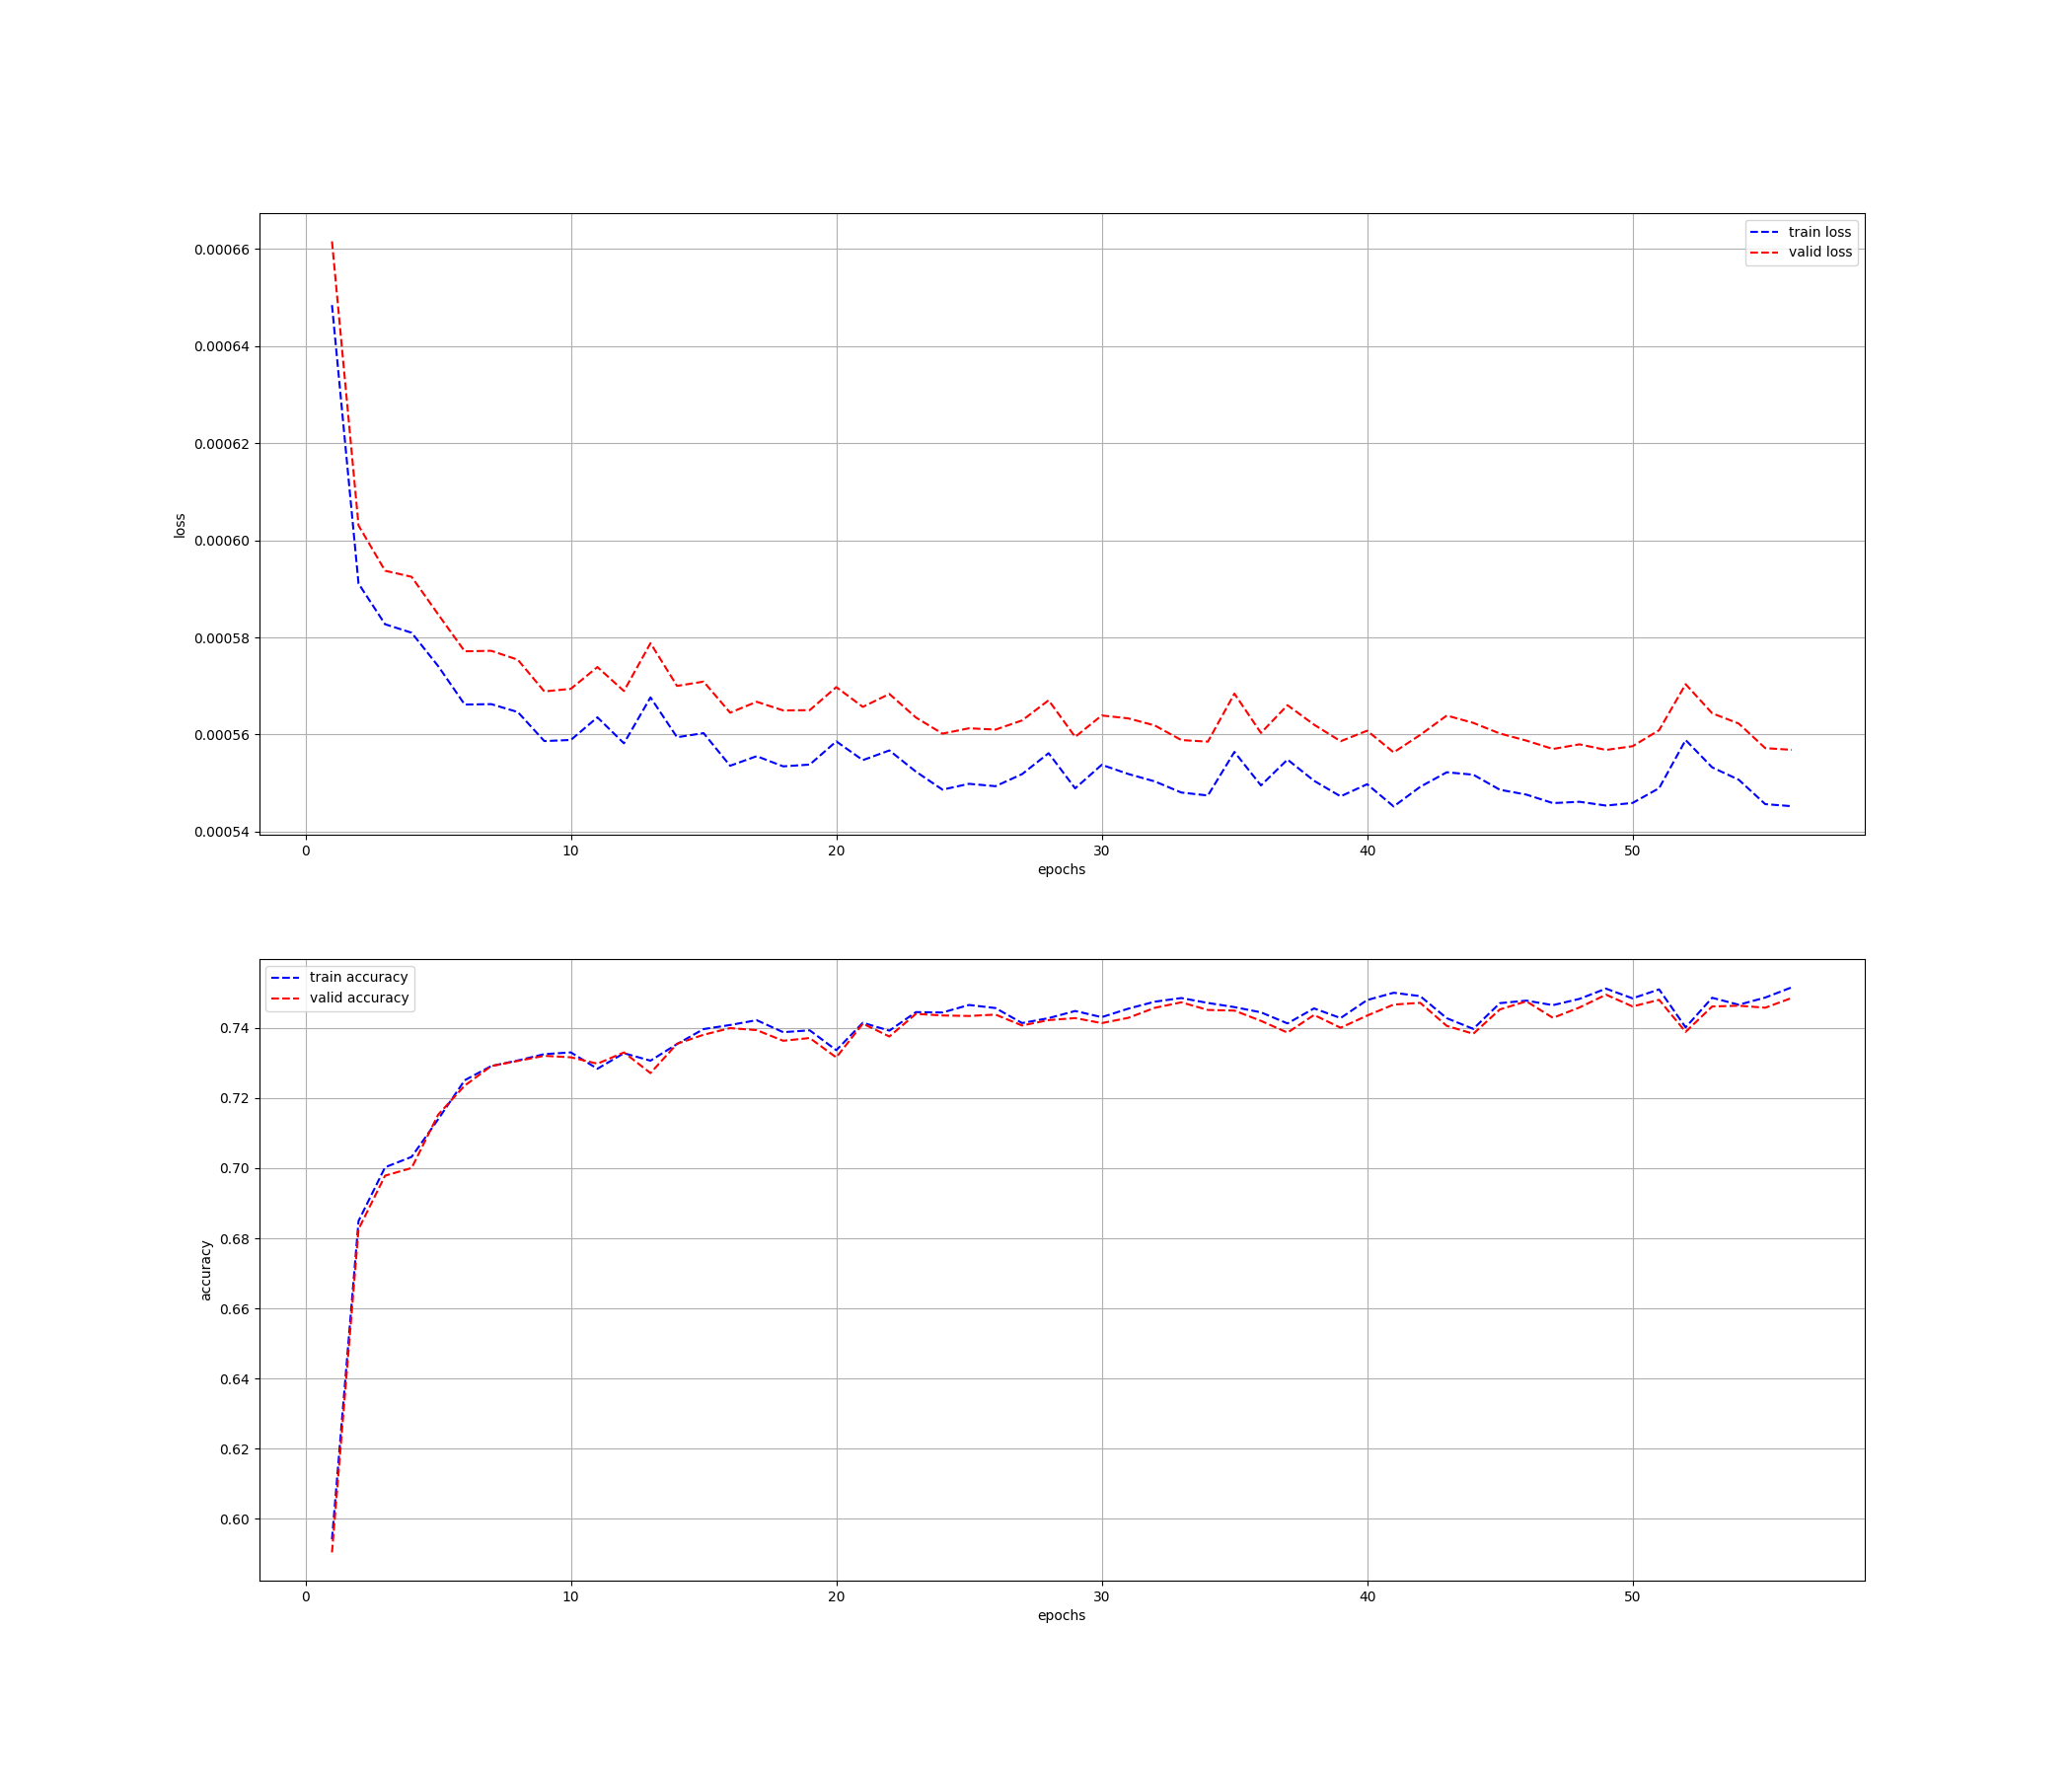 train loss
valid loss
0.00066
0.00064
0.00062
0.00060
0.00058
0.00056
0.00054
loss
0 10 20 30 40 50
epochs
train accuracy
valid accuracy
0.74
0.72
0.70
0.68
0.66
0.64
0.62
0.60
accuracy
0 10 20 30 40 50
epochs